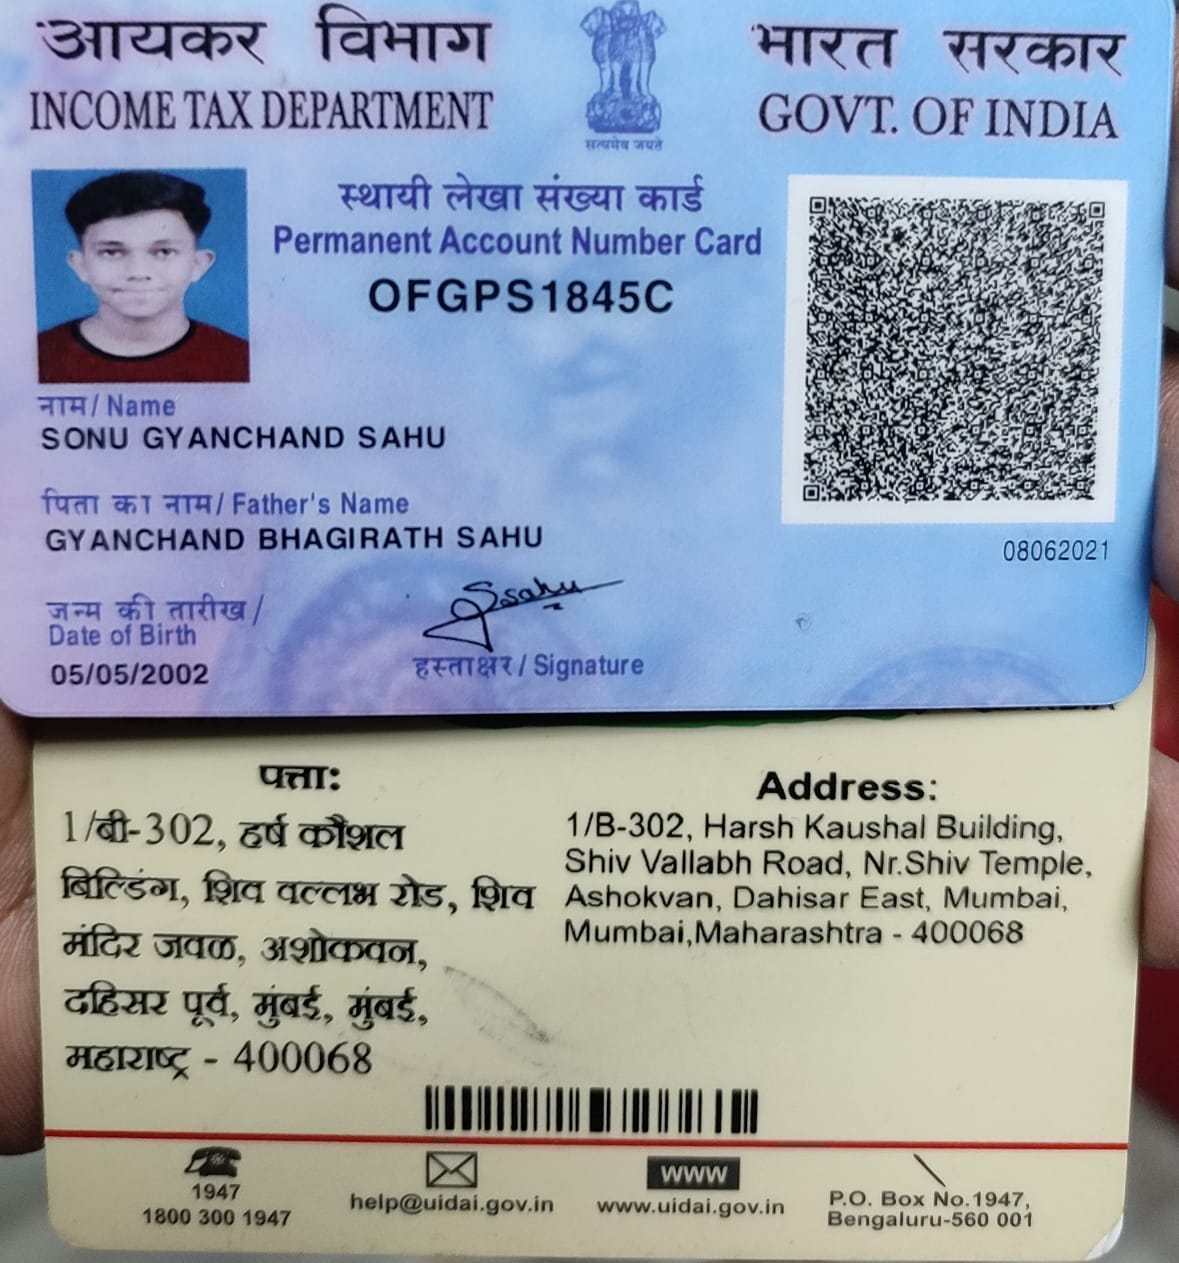 आयकर विभाग
INCOME TAX DEPARTMENT
सत्यमेव जयते
भारत सरकार
GOVT. OF INDIA
स्थायी लेखा संख्या कार्ड
Permanent Account Number Card
OFGPS1845C
नाम / Name
SONU GYANCHAND SAHU
पिता का नाम / Father's Name
GYANCHAND BHAGIRATH SAHU
08062021
जन्म की तारीख /
Date of Birth
05/05/2002
Ssahu
हस्ताक्षर / Signature
पत्ता:
1/बी-302, हर्ष कौशल
बिल्डिंग, शिव वल्लभ रोड, शिव
मंदिर जवळ, अशोकवन,
दहिसर पूर्व, मुंबई, मुंबई,
महाराष्ट्र - 400068
Address:
1/B-302, Harsh Kaushal Building,
Shiv Vallabh Road, Nr.Shiv Temple,
Ashokvan, Dahisar East, Mumbai,
Mumbai,Maharashtra - 400068
1947
1800 300 1947
help@uidai.gov.in
www
www.uidai.gov.in
P.O. Box No.1947,
Bengaluru-560 001